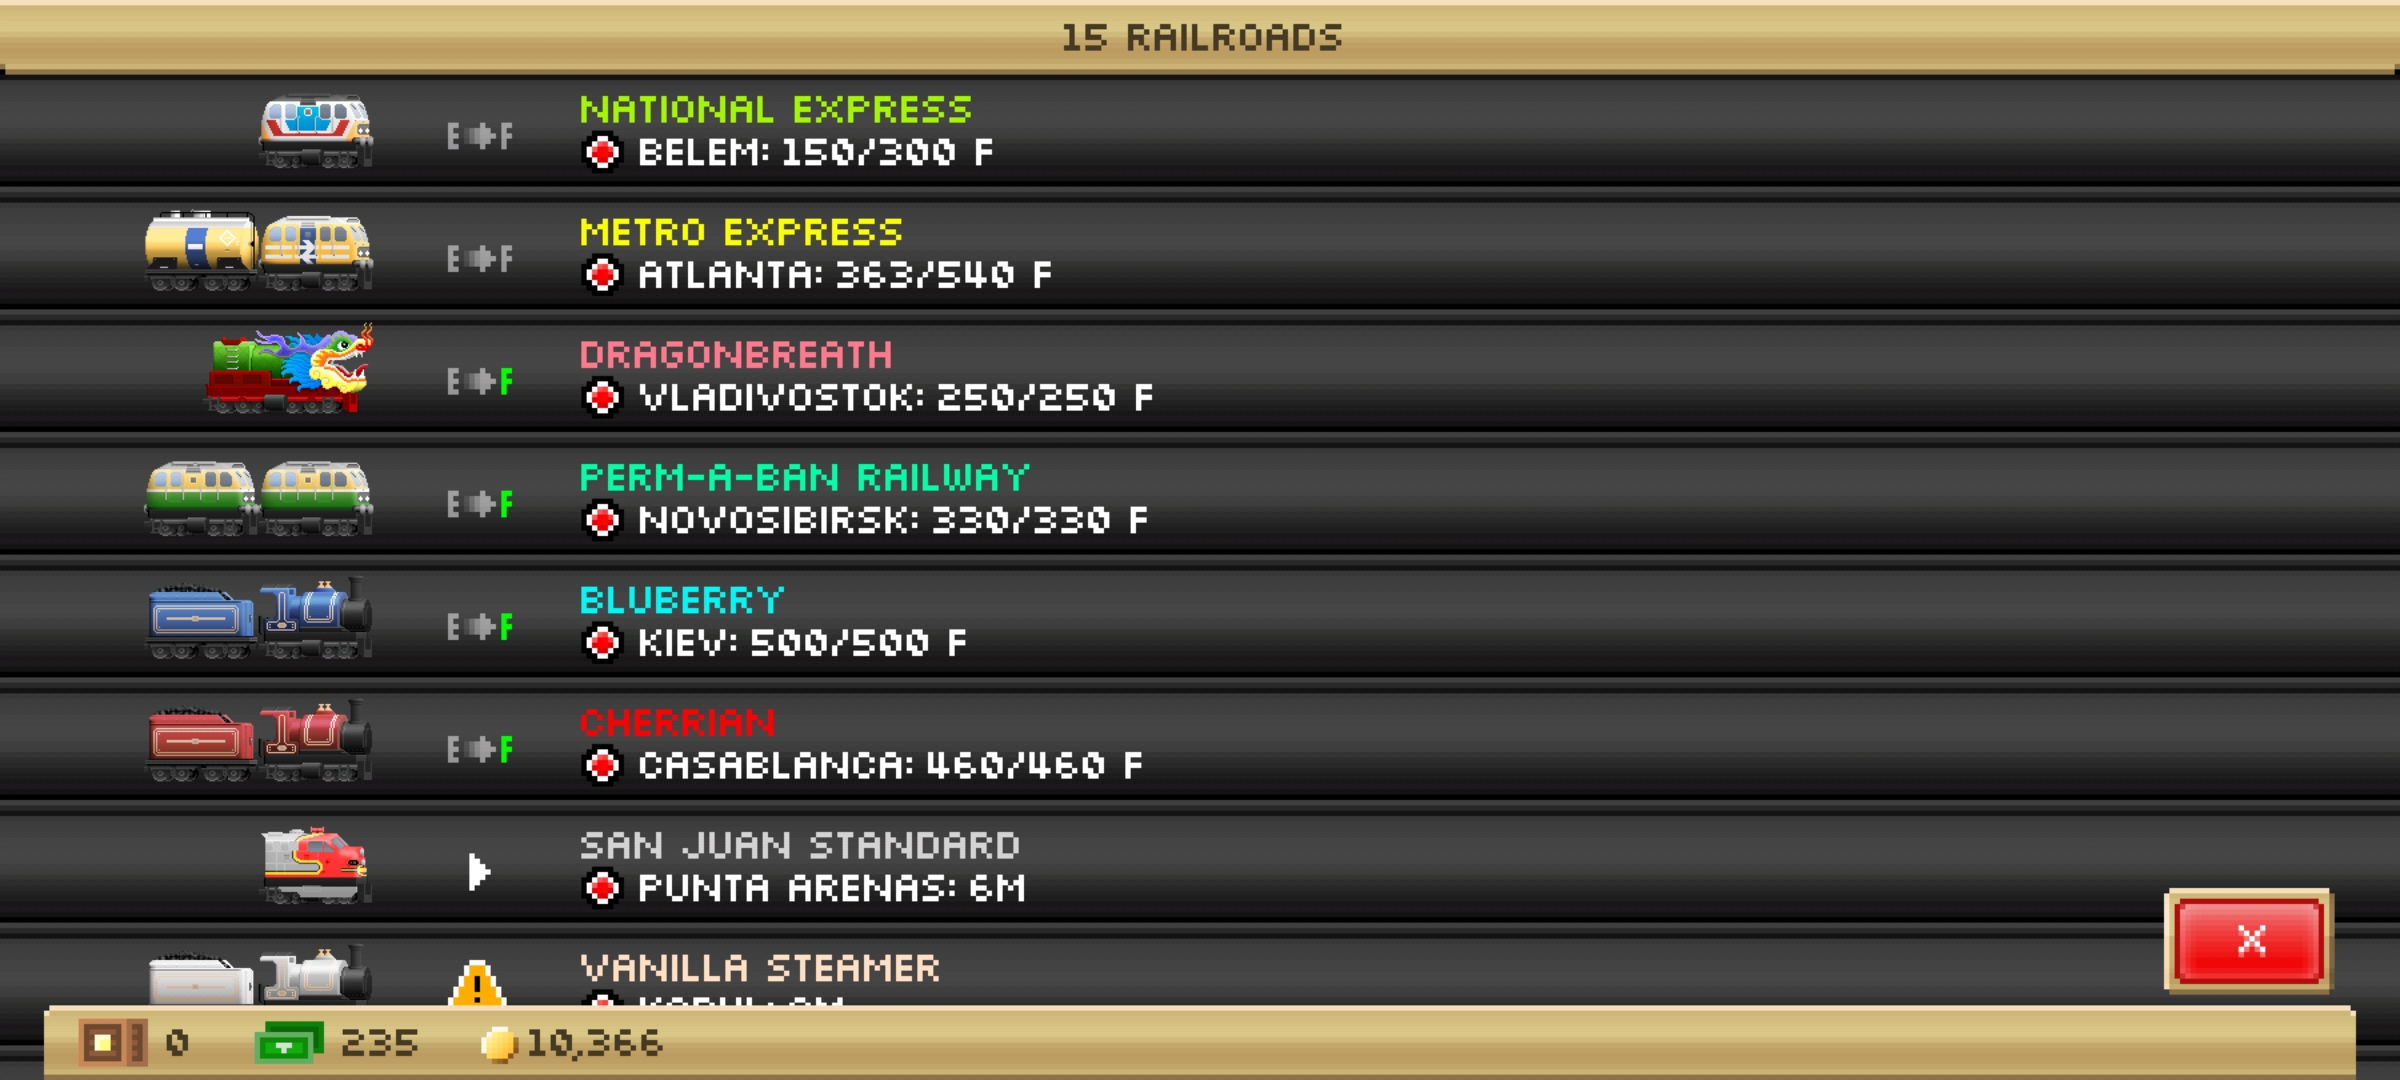 15 RAILROADS
E F
NATIONAL EXPRESS
BELEM: 150/300 F
E F
METRO EXPRESS
ATLANTA: 363/540 F
E F
DRAGONBREATH
VLADIVOSTOK: 250/250 F
E F
PERM-A-BAN RAILWAY
NOVOSIBIRSK: 330/330 F
E F
BLUBERRY
KIEV: 500/500 F
E F
CHERRIAN
CASABLANCA: 460/460 F
SAN JUAN STANDARD
PUNTA ARENAS: 6M
X
!
VANILLA STEAMER
0 235 10,366